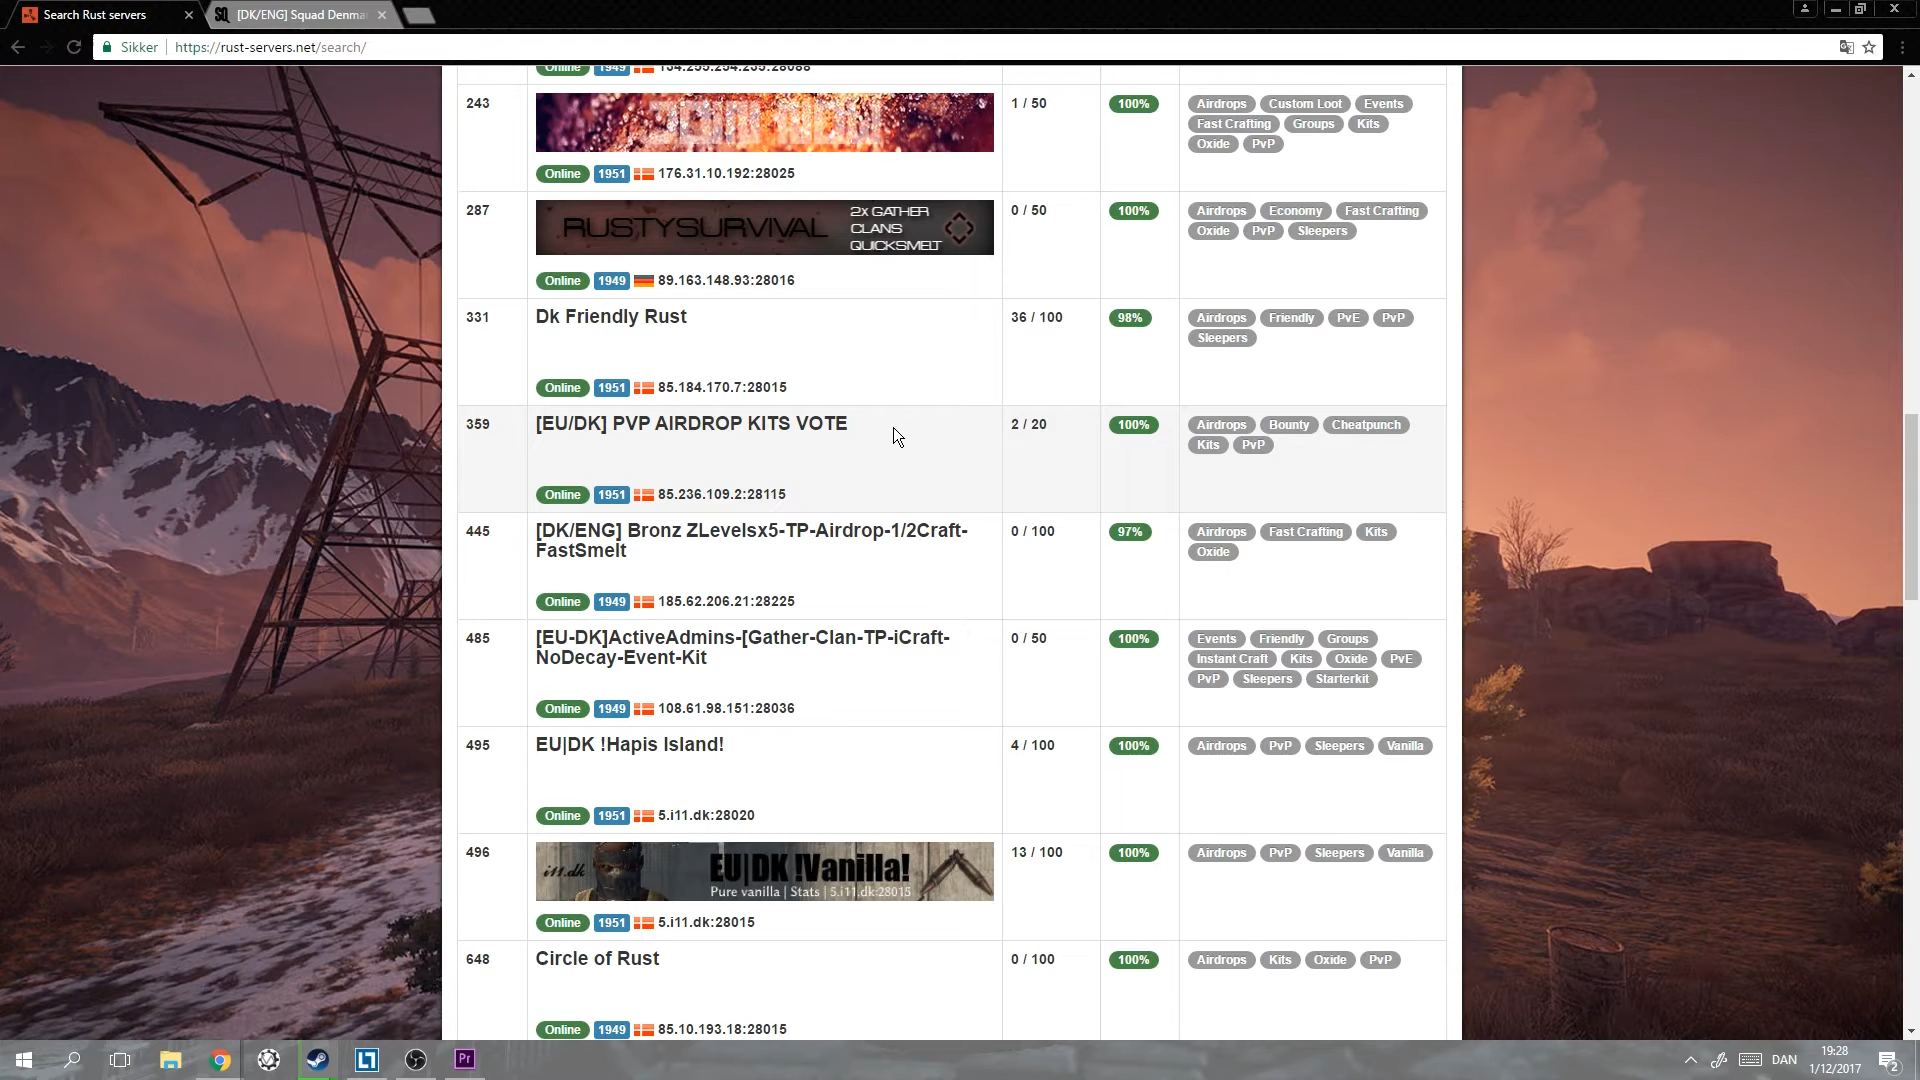 Search Rust servers
[DK/ENG] Squad Denma
Sikker
https://rust-servers.net/search/
Online 1949 134.255.254.235:28088
243
1 / 50
100%
Airdrops Custom Loot Events
Fast Crafting Groups Kits
Oxide PvP
Online 1951 176.31.10.192:28025
287
RUSTYSURVIVAL
2X GATHER
CLANS
QUICKSMELT
0 / 50
100%
Airdrops Economy Fast Crafting
Oxide PvP Sleepers
Online 1949 89.163.148.93:28016
331
Dk Friendly Rust
36 / 100
98%
Airdrops Friendly PvE PvP
Sleepers
Online 1951 85.184.170.7:28015
359
[EU/DK] PVP AIRDROP KITS VOTE
2 / 20
100%
Airdrops Bounty Cheatpunch
Kits PvP
Online 1951 85.236.109.2:28115
445
[DK/ENG] Bronz ZLevelsx5-TP-Airdrop-1/2Craft-
FastSmelt
0 / 100
97%
Airdrops Fast Crafting Kits
Oxide
Online 1949 185.62.206.21:28225
485
[EU-DK]ActiveAdmins-[Gather-Clan-TP-iCraft-
NoDecay-Event-Kit
0 / 50
100%
Events Friendly Groups
Instant Craft Kits Oxide PvE
PvP Sleepers Starterkit
Online 1949 108.61.98.151:28036
495
EU|DK !Hapis Island!
4 / 100
100%
Airdrops PvP Sleepers Vanilla
Online 1951 5.i11.dk:28020
496
i11.dk
EU|DK !Vanilla!
Pure vanilla | Stats | 5.i11.dk:28015
13 / 100
100%
Airdrops PvP Sleepers Vanilla
Online 1951 5.i11.dk:28015
648
Circle of Rust
0 / 100
100%
Airdrops Kits Oxide PvP
Online 1949 85.10.193.18:28015
Pr
DAN
19:28
1/12/2017
2